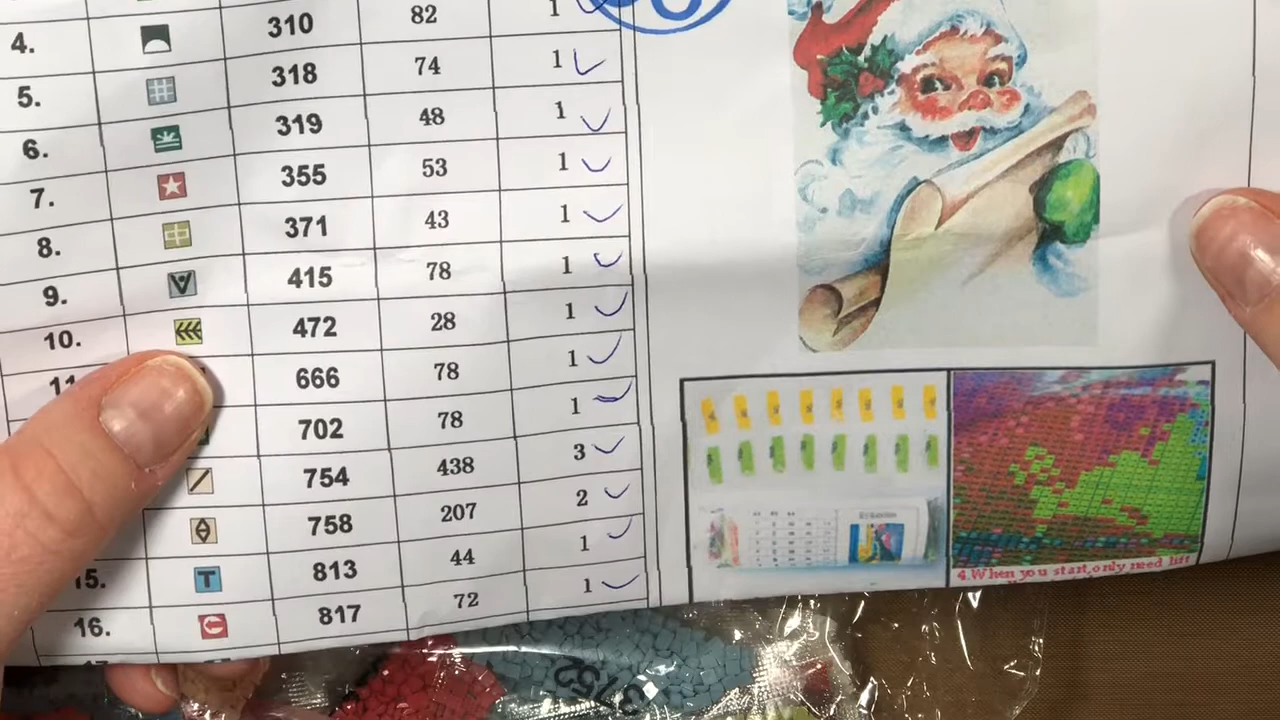 4. 310 82 1
5. 318 74 1
6. 319 48 1
7. 355 53 1
8. 371 43 1
9. 415 78 1
10. 472 28 1
11 666 78 1
702 78 1
754 438 3
758 207 2
15. T 813 44 1
16. 817 72 1
4.When you start,only need lift
3752